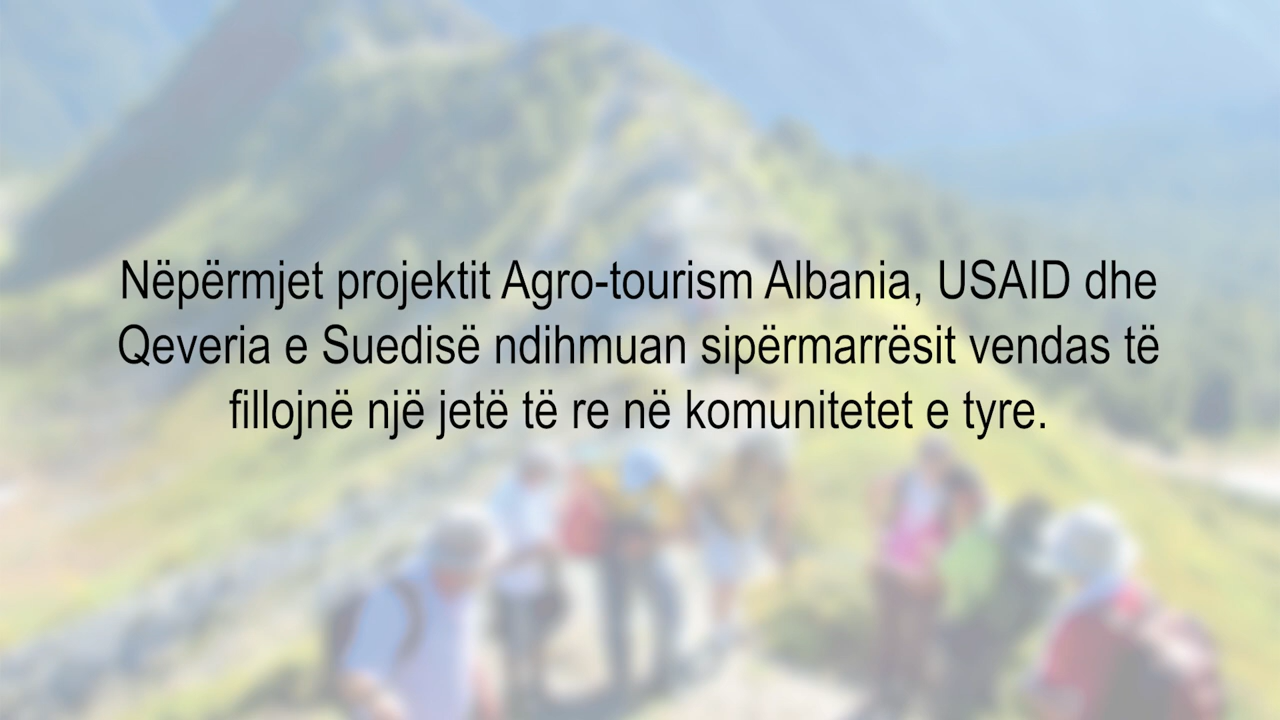 Nëpërmjet projektit Agro-tourism Albania, USAID dhe
Qeveria e Suedisë ndihmuan sipërmarrësit vendas të
fillojnë një jetë të re në komunitetet e tyre.